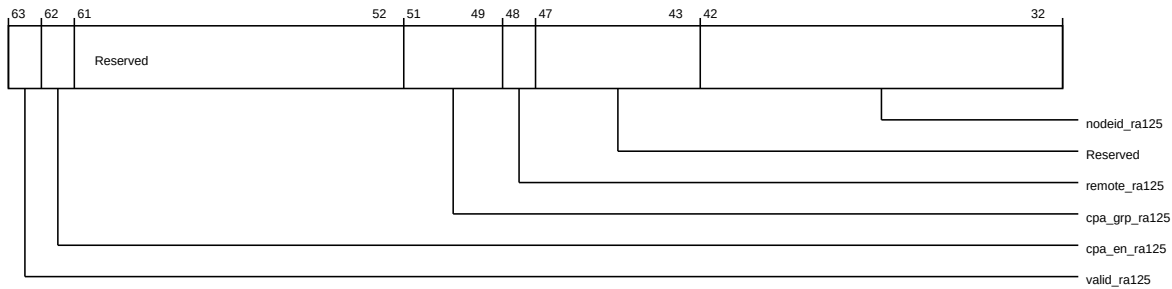 63 62 61 52 51 49 48 47 43 42 32
Reserved
nodeid_ra125
Reserved
remote_ra125
cpa_grp_ra125
cpa_en_ra125
valid_ra125